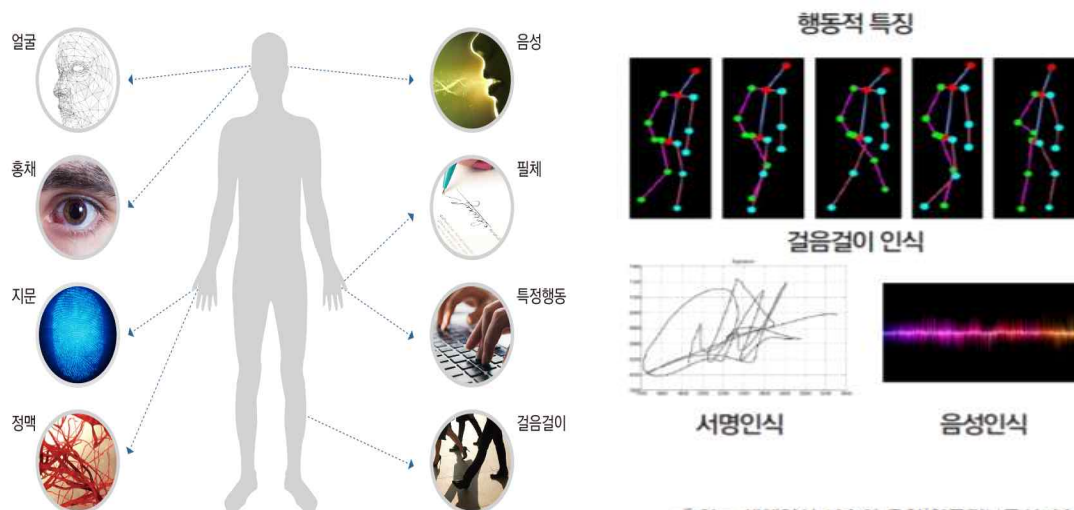 얼굴
음성
홍채
필체
지문
특정행동
정맥
걸음걸이
행동적 특징
걸음걸이 인식
서명인식
음성인식